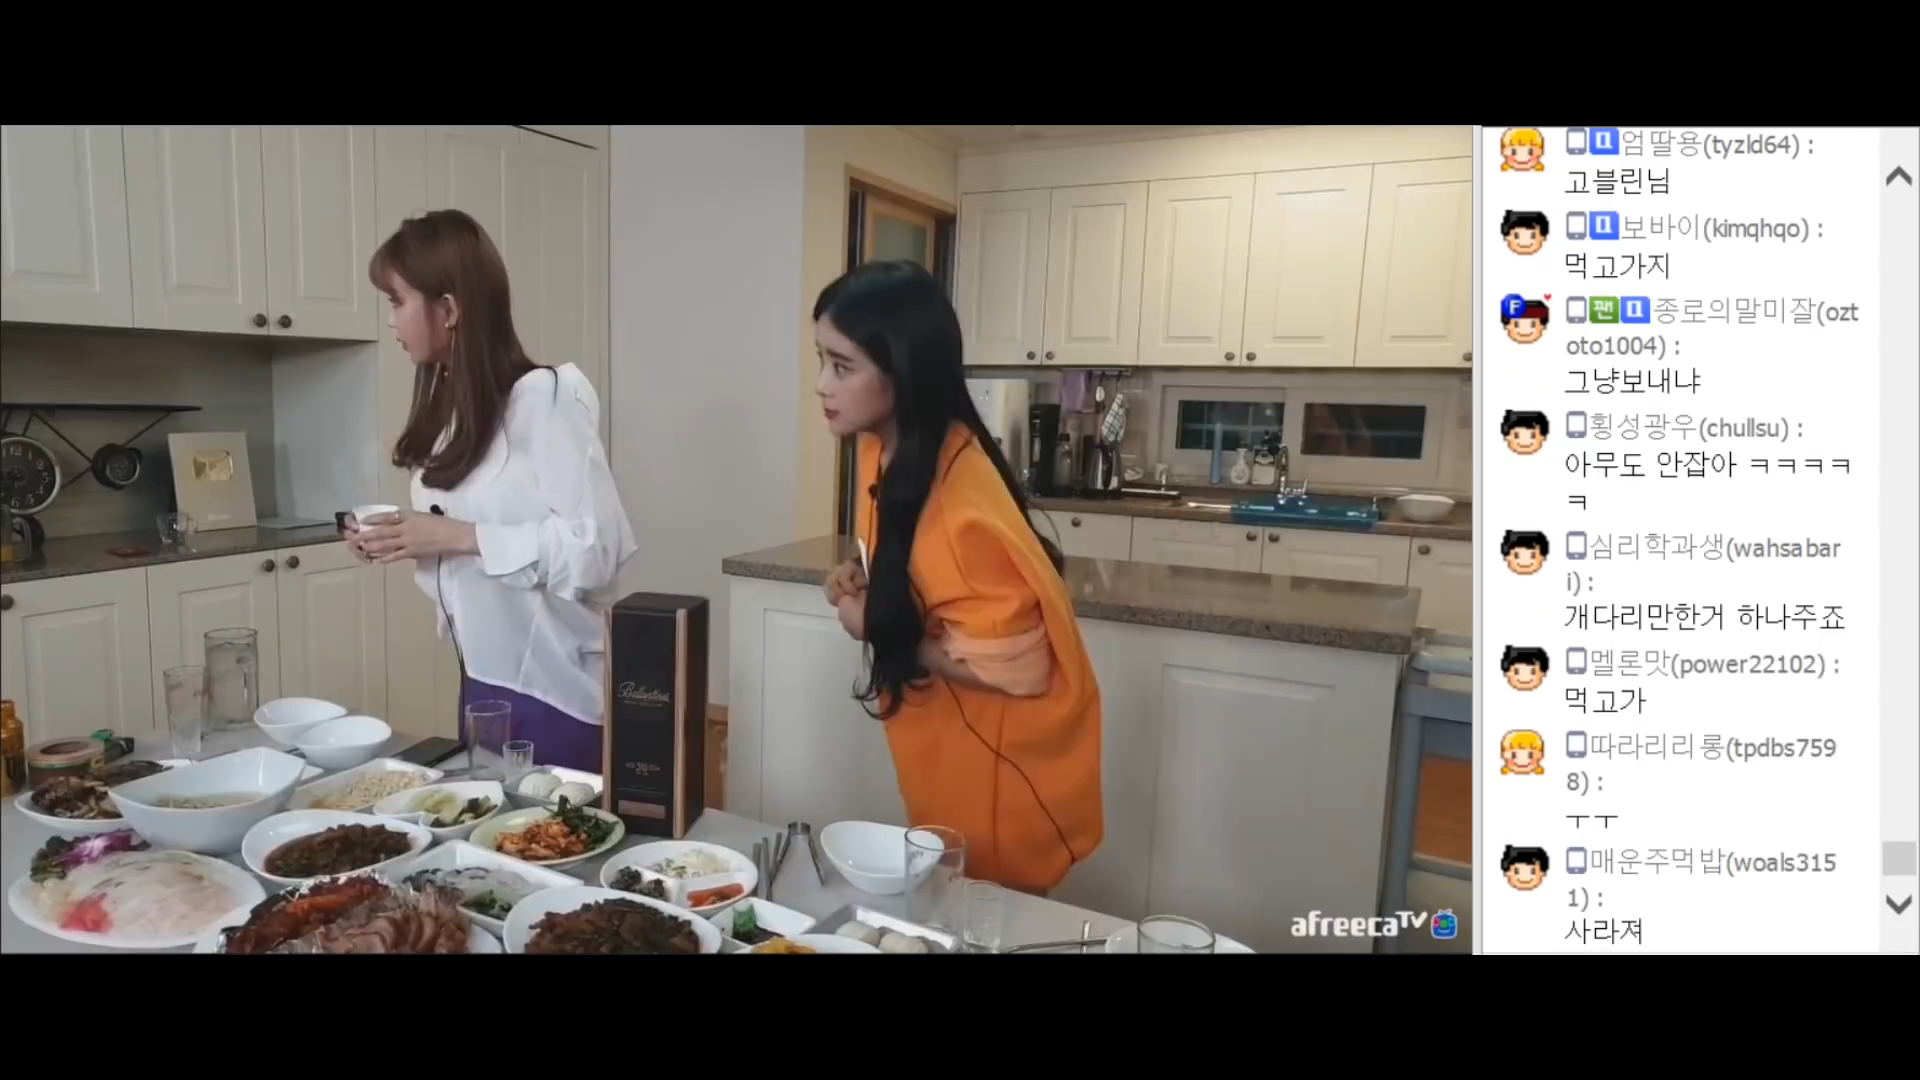 엄딸용(tyzld64) :
고블린님
보바이(kimqhqo) :
먹고가지
팬 종로의말미잘(ozt
oto1004) :
그냥보내냐
횡성광우(chullsu) :
아무도 안잡아 ㅋㅋㅋㅋ
ㅋ
심리학과생(wahsabar
i) :
개다리만한거 하나주죠
멜론맛(power22102) :
먹고가
따라리리롱(tpdbs759
8) :
ㅜㅜ
매운주먹밥(woals315
1) :
사라져
Ballantine's
afreecaTV